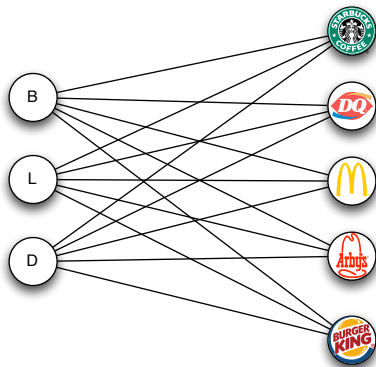 B
L
D
STARBUCKS
COFFEE
DQ
Arby's
BURGER
KING